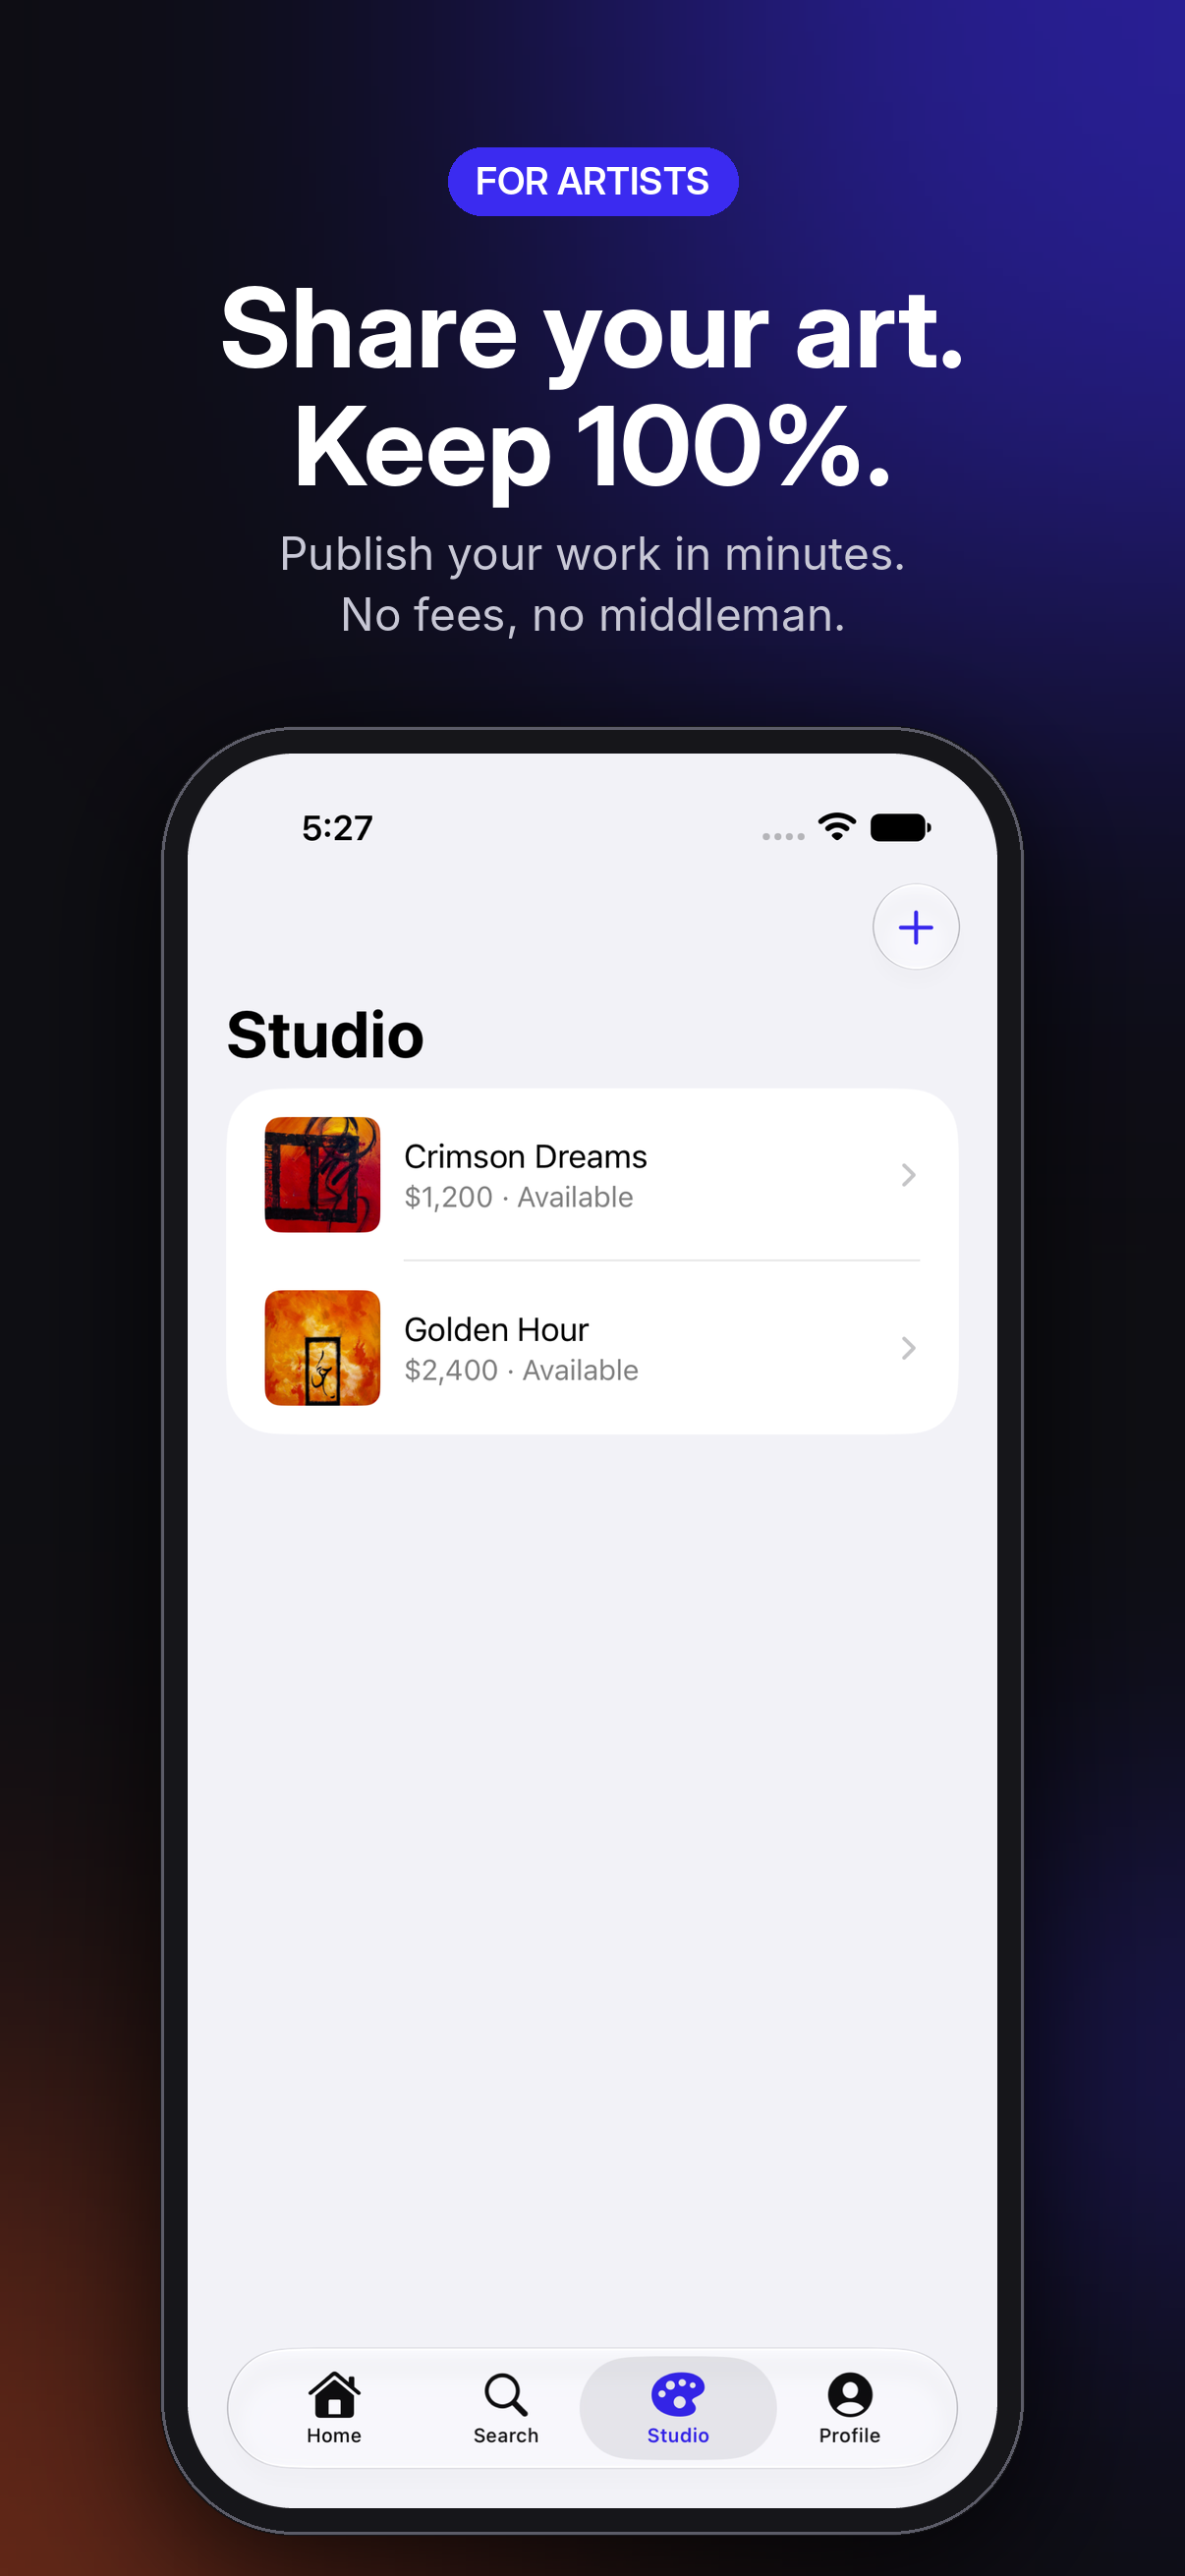 FOR ARTISTS
Share your art.
Keep 100%.
Publish your work in minutes.
No fees, no middleman.
5:27
Studio
Crimson Dreams
$1,200 · Available
Golden Hour
$2,400 · Available
Home
Search
Studio
Profile